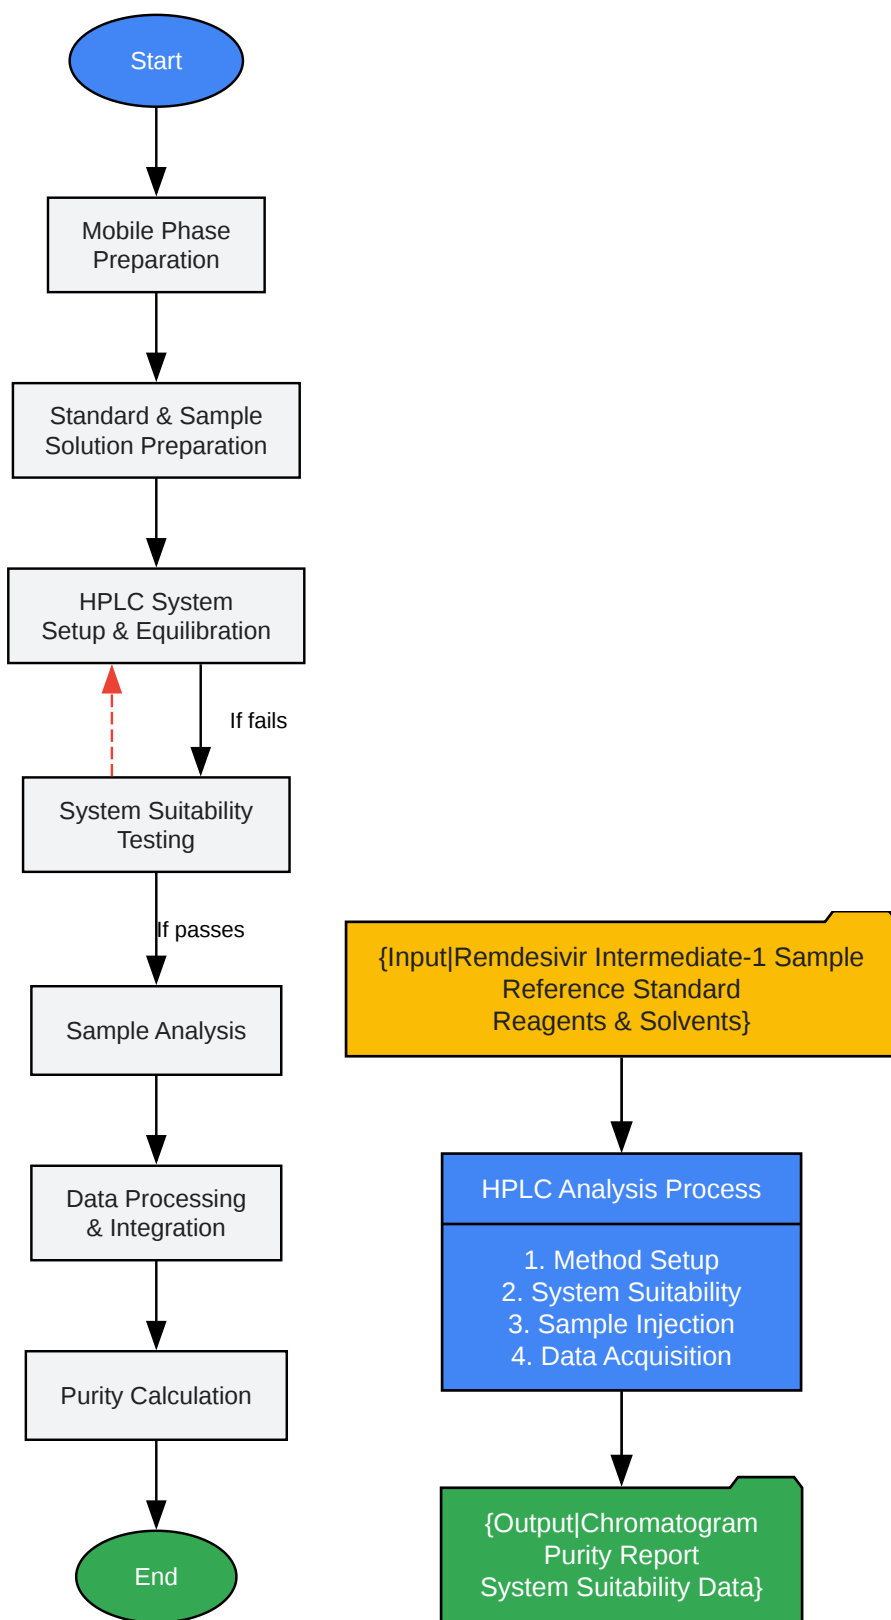 Start
Mobile Phase
Preparation
Standard & Sample
Solution Preparation
HPLC System
Setup & Equilibration
If fails
System Suitability
Testing
If passes
Sample Analysis
Data Processing
& Integration
Purity Calculation
End
{Input|Remdesivir Intermediate-1 Sample
Reference Standard
Reagents & Solvents}
HPLC Analysis Process
1. Method Setup
2. System Suitability
3. Sample Injection
4. Data Acquisition
{Output|Chromatogram
Purity Report
System Suitability Data}